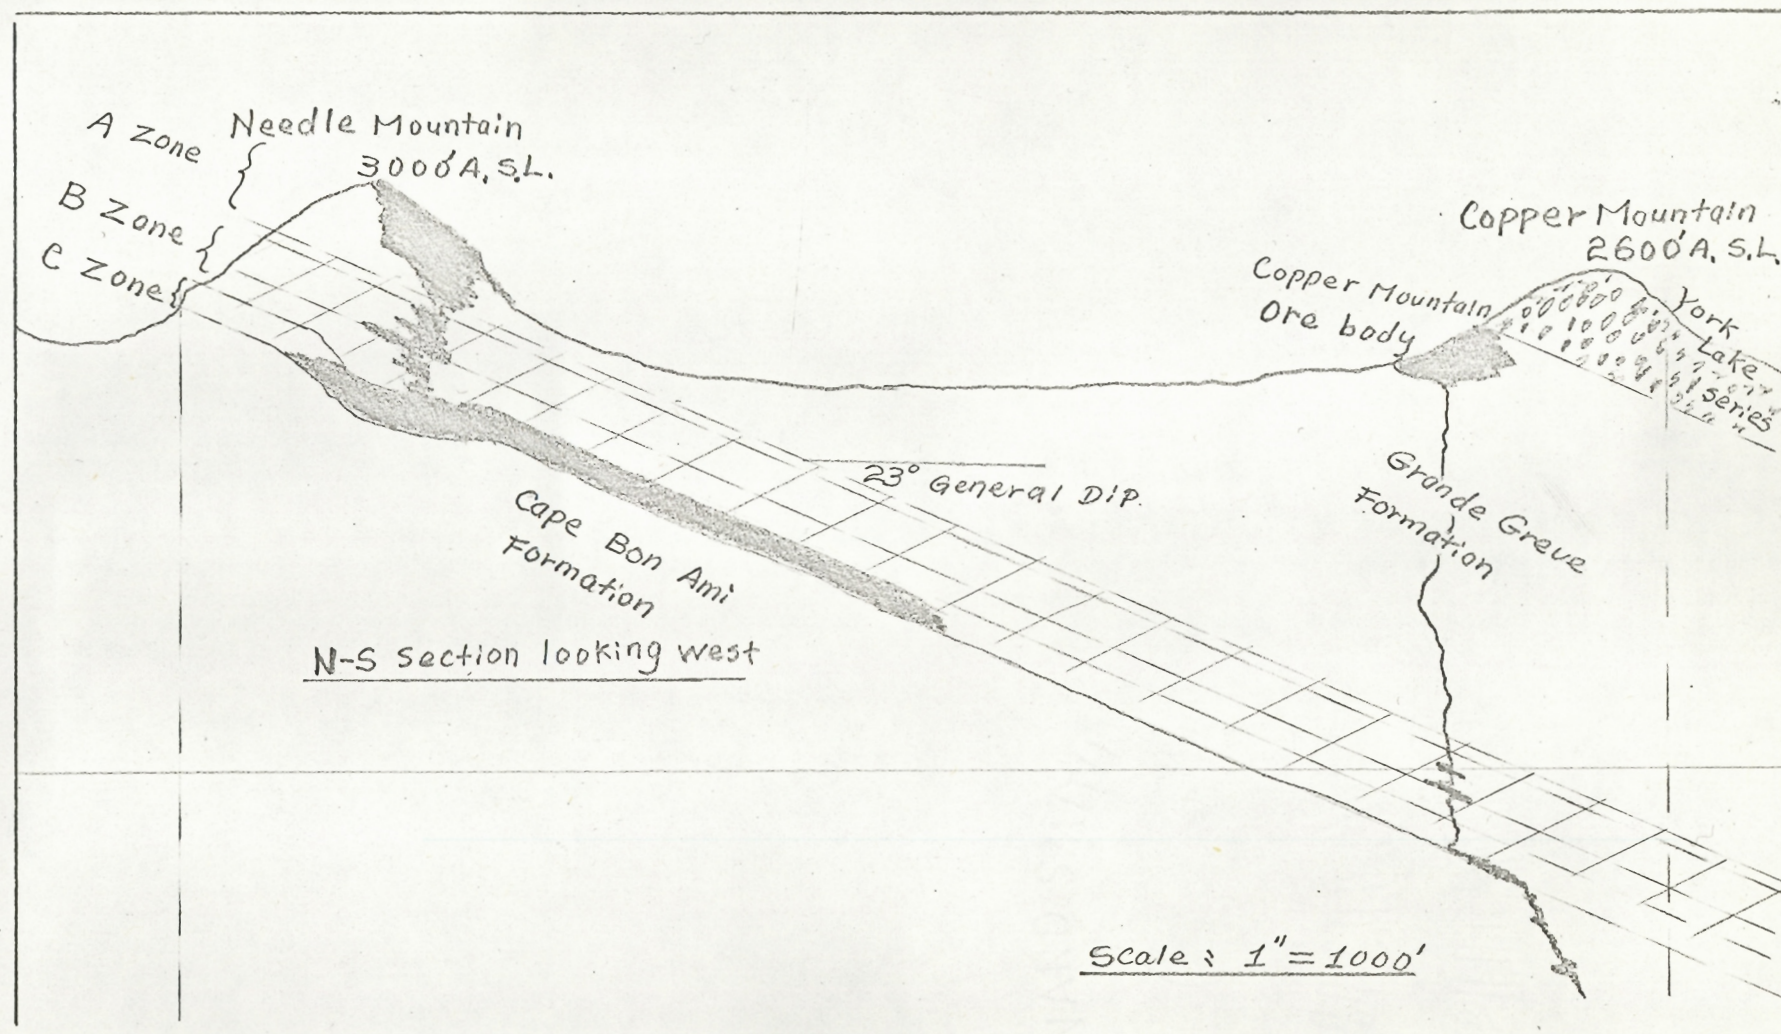 A Zone
Needle Mountain
3000' A.S.L.
B Zone
C Zone
Copper Mountain
2600' A.S.L.
Copper Mountain
Ore body
York
Lake
series
23° General Dip.
Grande Greve
Formation
Cape Bon Ami
Formation
N-S Section looking west
Scale : 1" = 1000'